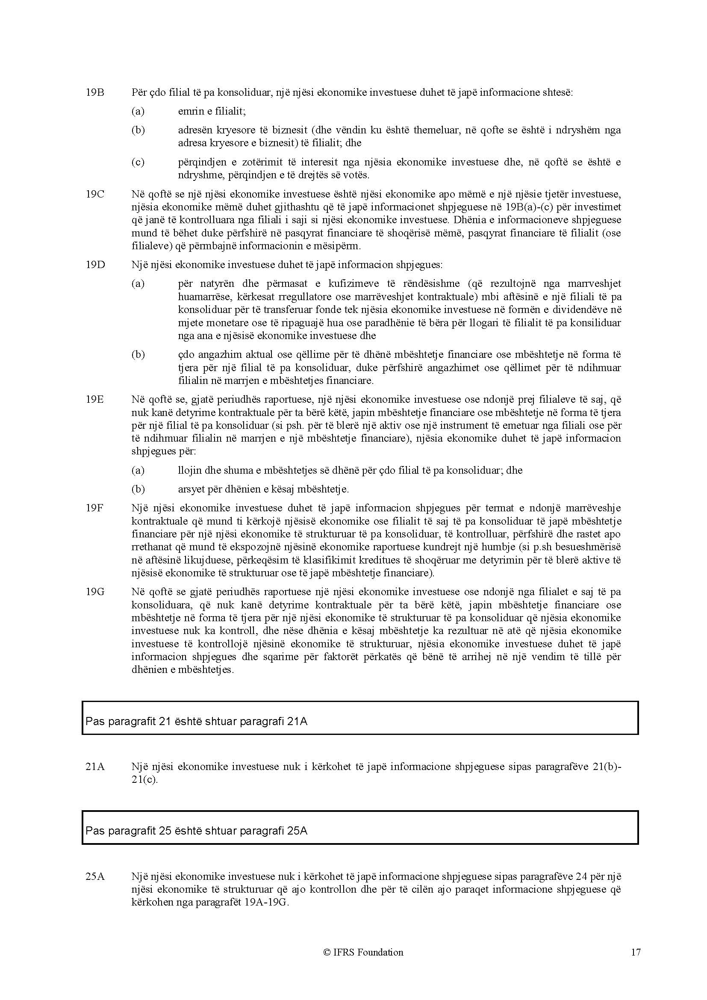 19B Për çdo filial të pa konsoliduar, një njësi ekonomike investuese duhet të japë informacione shtesë:
(a) emrin e filialit;
(b) adresën kryesore të biznesit (dhe vëndin ku është themeluar, në qofte se është i ndryshëm nga
adresa kryesore e biznesit) të filialit; dhe
(c) përqindjen e zotërimit të interesit nga njësia ekonomike investuese dhe, në qoftë se është e
ndryshme, përqindjen e të drejtës së votës.
19C Në qoftë se një njësi ekonomike investuese është njësi ekonomike apo mëmë e një njësie tjetër investuese,
njësia ekonomike mëmë duhet gjithashtu që të japë informacionet shpjeguese në 19B(a)-(c) për investimet
që janë të kontrolluara nga filiali i saji si njësi ekonomike investuese. Dhënia e informacioneve shpjeguese
mund të bëhet duke përfshirë në pasqyrat financiare të shoqërisë mëmë, pasqyrat financiare të filialit (ose
filialeve) që përmbajnë informacionin e mësipërm.
19D Një njësi ekonomike investuese duhet të japë informacion shpjegues:
(a) për natyrën dhe përmasat e kufizimeve të rëndësishme (që rezultojnë nga marrveshjet
huamarrëse, kërkesat rregullatore ose marrëveshjet kontraktuale) mbi aftësinë e një filiali të pa
konsoliduar për të transferuar fonde tek njësia ekonomike investuese në formën e dividendëve në
mjete monetare ose të ripaguajë hua ose paradhënie të bëra për llogari të filialit të pa konsiliduar
nga ana e njësisë ekonomike investuese dhe
(b) çdo angazhim aktual ose qëllime për të dhënë mbështetje financiare ose mbështetje në forma të
tjera për një filial të pa konsoliduar, duke përfshirë angazhimet ose qëllimet për të ndihmuar
filialin në marrjen e mbështetjes financiare.
19E Në qoftë se, gjatë periudhës raportuese, një njësi ekonomike investuese ose ndonjë prej filialeve të saj, që
nuk kanë detyrime kontraktuale për ta bërë këtë, japin mbështetje financiare ose mbështetje në forma të tjera
për një filial të pa konsoliduar (si psh. për të blerë një aktiv ose një instrument të emetuar nga filiali ose për
të ndihmuar filialin në marrjen e një mbështetje financiare), njësia ekonomike duhet të japë informacion
shpjegues për:
(a) llojin dhe shuma e mbështetjes së dhënë për çdo filial të pa konsoliduar; dhe
(b) arsyet për dhënien e kësaj mbështetje.
19F Një njësi ekonomike investuese duhet të japë informacion shpjegues për termat e ndonjë marrëveshje
kontraktuale që mund ti kërkojë njësisë ekonomike ose filialit të saj të pa konsoliduar të japë mbështetje
financiare për një njësi ekonomike të strukturuar të pa konsoliduar, të kontrolluar, përfshirë dhe rastet apo
rrethanat që mund të ekspozojnë njësinë ekonomike raportuese kundrejt një humbje (si p.sh besueshmërisë
në aftësinë likujduese, përkeqësim të klasifikimit kreditues të shoqëruar me detyrimin për të blerë aktive të
njësisë ekonomike të strukturuar ose të japë mbështetje financiare).
19G Në qoftë se gjatë periudhës raportuese një njësi ekonomike investuese ose ndonjë nga filialet e saj të pa
konsoliduara, që nuk kanë detyrime kontraktuale për ta bërë këtë, japin mbështetje financiare ose
mbështetje në forma të tjera për një njësi ekonomike të strukturuar të pa konsoliduar që njësia ekonomike
investuese nuk ka kontroll, dhe nëse dhënia e kësaj mbështetje ka rezultuar në atë që njësia ekonomike
investuese të kontrollojë njësinë ekonomike të strukturuar, njësia ekonomike investuese duhet të japë
informacion shpjegues dhe sqarime për faktorët përkatës që bënë të arrihej në një vendim të tillë për
dhënien e mbështetjes.
Pas paragrafit 21 është shtuar paragrafi 21A
21A Një njësi ekonomike investuese nuk i kërkohet të japë informacione shpjeguese sipas paragrafëve 21(b)-
21(c).
Pas paragrafit 25 është shtuar paragrafi 25A
25A Një njësi ekonomike investuese nuk i kërkohet të japë informacione shpjeguese sipas paragrafëve 24 për një
njësi ekonomike të strukturuar që ajo kontrollon dhe për të cilën ajo paraqet informacione shpjeguese që
kërkohen nga paragrafët 19A-19G.
© IFRS Foundation 17